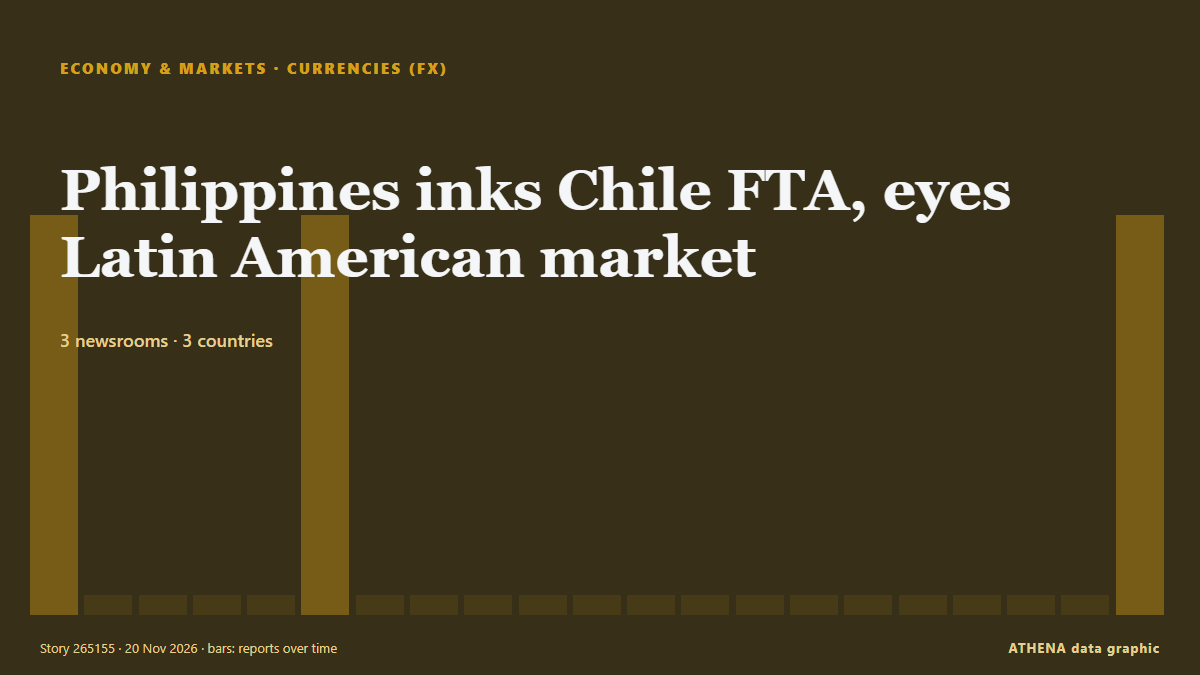 ECONOMY & MARKETS · CURRENCIES (FX)
Philippines inks Chile FTA, eyes
Latin American market
3 newsrooms · 3 countries
Story 265155 · 20 Nov 2026 · bars: reports over time
ATHENA data graphic